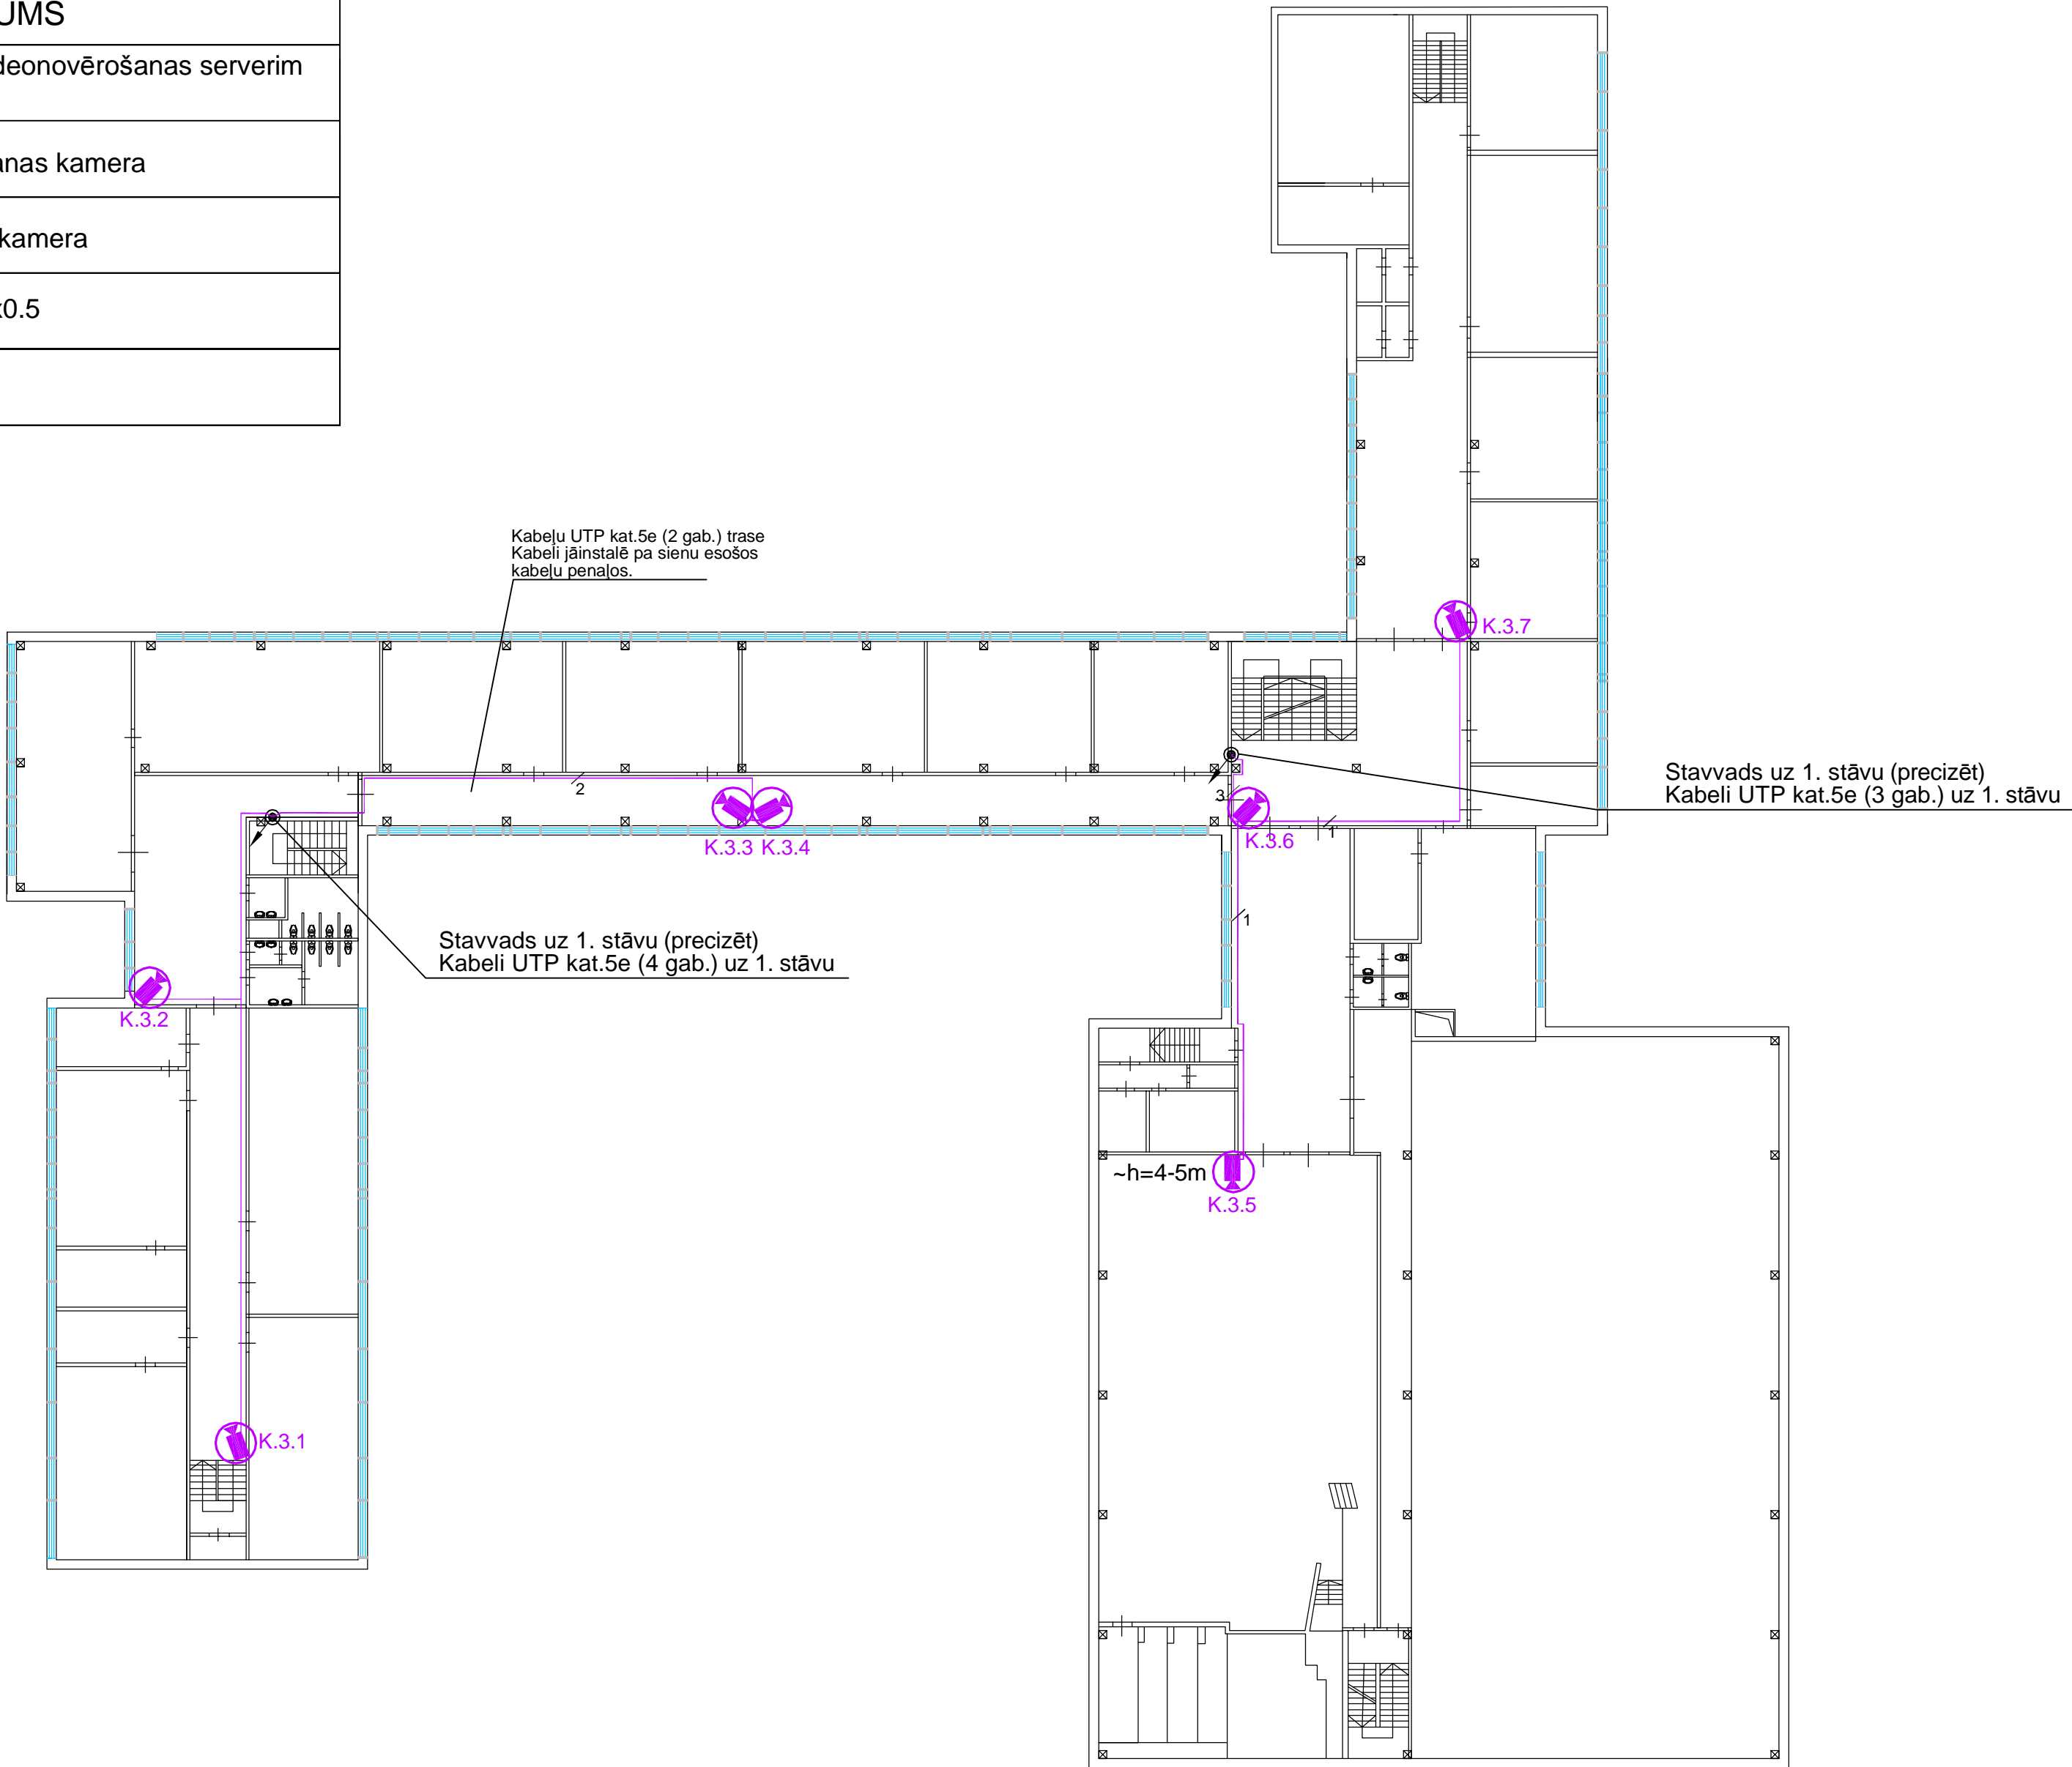 UMS
deonovērošanas serverim
anas kamera
kamera
x0.5
Kabeļu UTP kat.5e (2 gab.) trase
Kabeli jāinstalē pa sienu esošos
kabeļu penaļos.
K.3.7
Stavvads uz 1. stāvu (precizēt)
Kabeli UTP kat.5e (3 gab.) uz 1. stāvu
2
3
1
K.3.3 K.3.4
K.3.6
1
Stavvads uz 1. stāvu (precizēt)
Kabeli UTP kat.5e (4 gab.) uz 1. stāvu
K.3.2
~h=4-5m
K.3.5
K.3.1